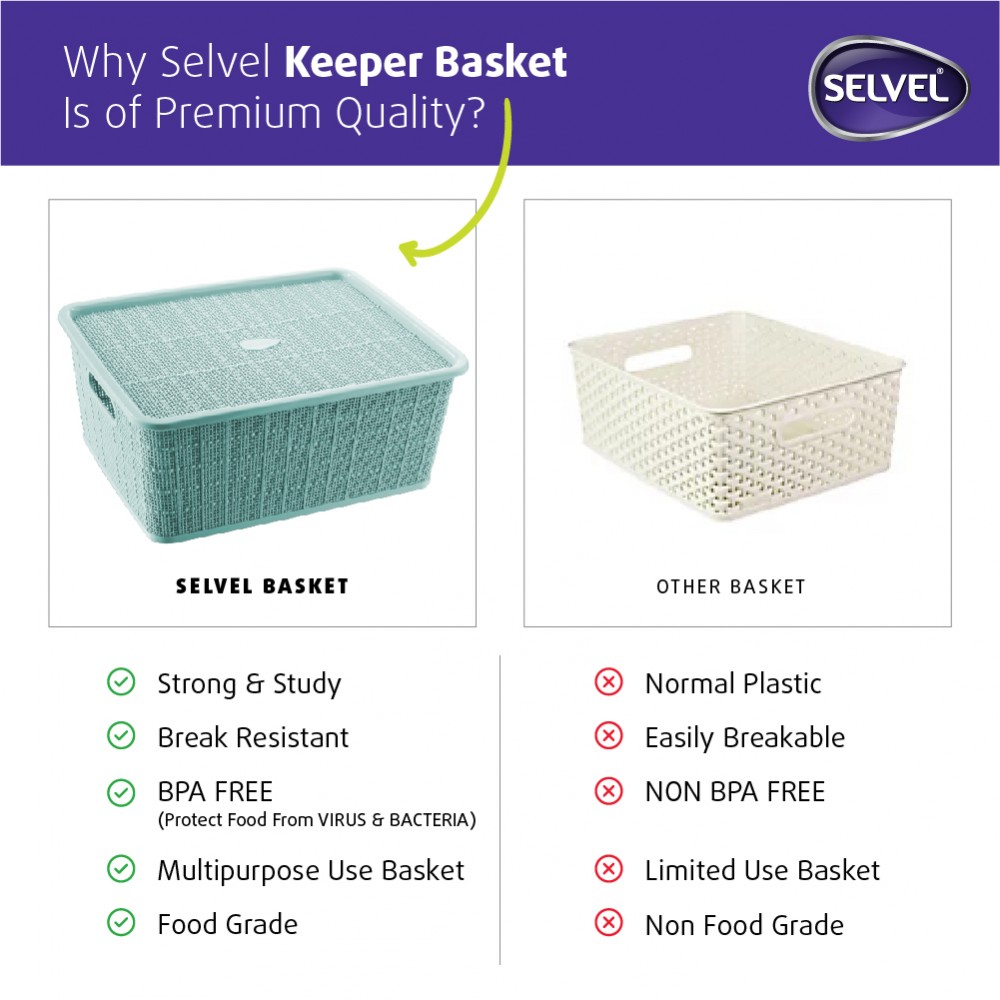 Why Selvel Keeper Basket
Is of Premium Quality?
SELVEL®
SELVEL BASKET
OTHER BASKET
Strong & Study
Break Resistant
BPA FREE
(Protect Food From VIRUS & BACTERIA)
Multipurpose Use Basket
Food Grade
Normal Plastic
Easily Breakable
NON BPA FREE
Limited Use Basket
Non Food Grade